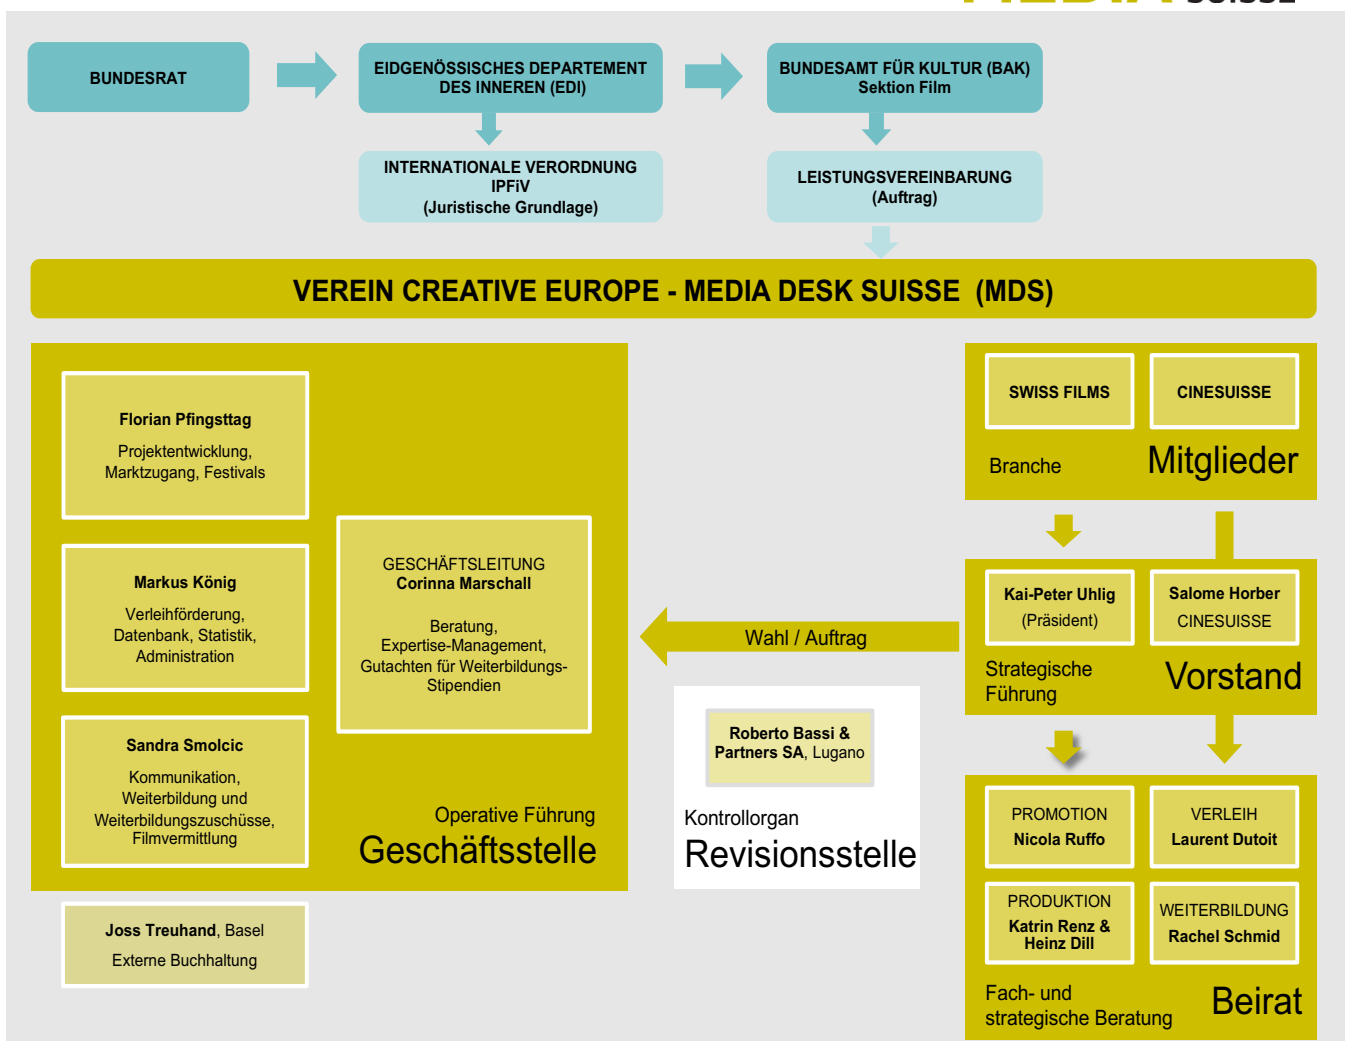 MEDIA SUISSE
BUNDESRAT
EIDGENÖSSISCHES DEPARTEMENT
DES INNEREN (EDI)
BUNDESAMT FÜR KULTUR (BAK)
Sektion Film
INTERNATIONALE VERORDNUNG
IPFiV
(Juristische Grundlage)
LEISTUNGSVEREINBARUNG
(Auftrag)
VEREIN CREATIVE EUROPE - MEDIA DESK SUISSE (MDS)
Florian Pfingsttag
Projektentwicklung,
Marktzugang, Festivals
Markus König
Verleihförderung,
Datenbank, Statistik,
Administration
Sandra Smolcic
Kommunikation,
Weiterbildung und
Weiterbildungszuschüsse,
Filmvermittlung
GESCHÄFTSLEITUNG
Corinna Marschall
Beratung,
Expertise-Management,
Gutachten für Weiterbildungs-
Stipendien
Operative Führung
Geschäftsstelle
Joss Treuhand, Basel
Externe Buchhaltung
Wahl / Auftrag
Roberto Bassi &
Partners SA, Lugano
Kontrollorgan
Revisionsstelle
SWISS FILMS
CINESUISSE
Branche
Mitglieder
Kai-Peter Uhlig
(Präsident)
Salome Horber
CINESUISSE
Strategische
Führung
Vorstand
PROMOTION
Nicola Ruffo
VERLEIH
Laurent Dutoit
PRODUKTION
Katrin Renz &
Heinz Dill
WEITERBILDUNG
Rachel Schmid
Fach- und
strategische Beratung
Beirat